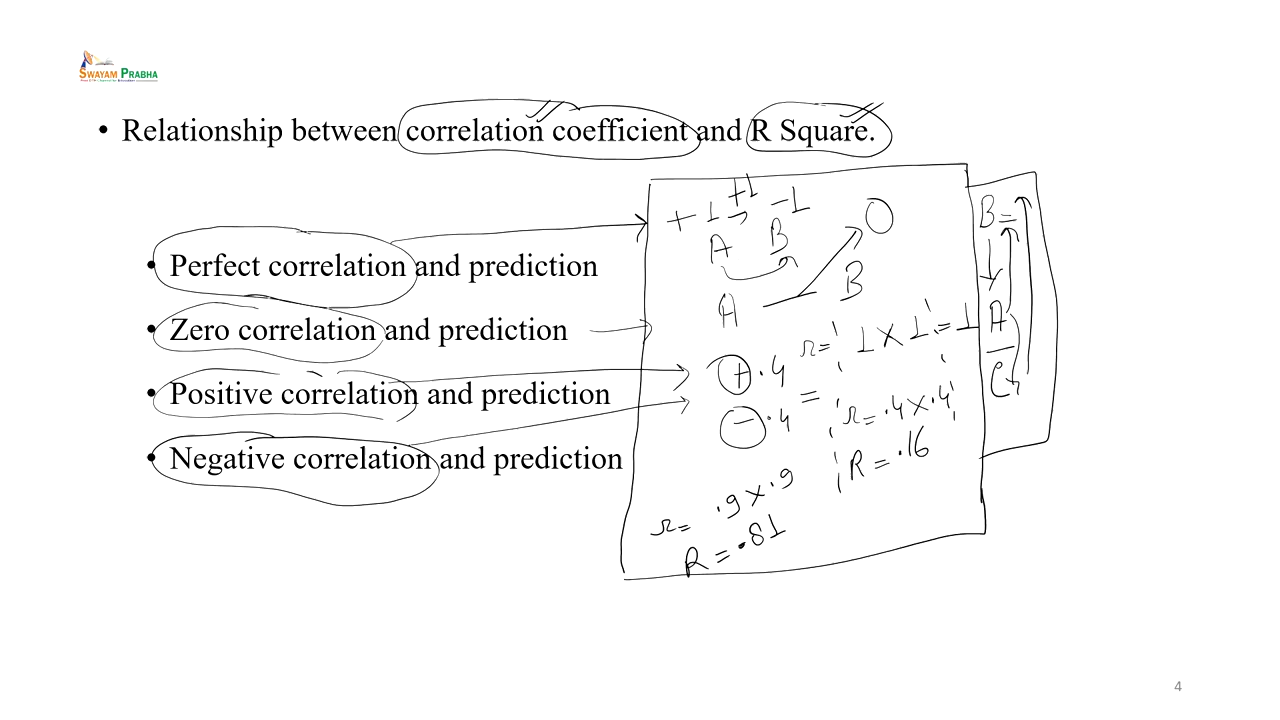 SWAYAM PRABHA
• Relationship between correlation coefficient and R Square.
• Perfect correlation and prediction
• Zero correlation and prediction
• Positive correlation and prediction
• Negative correlation and prediction
+1 +1 -1
A B
A B
B =
A
C
r = 1 X 1 = 1
+ .4
- .4 =
r = .4 X .4
R = .16
r = .9 X .9
R = .81
4